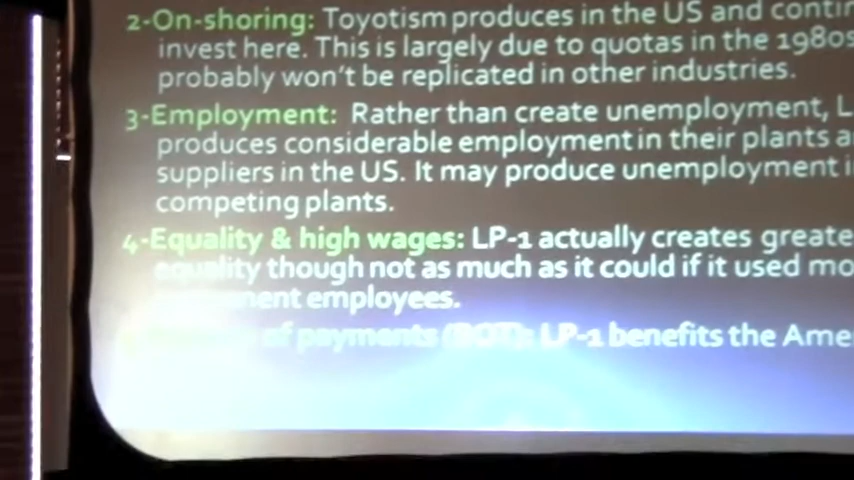 2-On-shoring: Toyotism produces in the US and contin
invest here. This is largely due to quotas in the 1980s
probably won't be replicated in other industries.
3-Employment: Rather than create unemployment, L
produces considerable employment in their plants a
suppliers in the US. It may produce unemployment i
competing plants.
4-Equality & high wages: LP-1 actually creates greate
equality though not as much as it could if it used mo
employees.
of payments (BOT): LP-1 benefits the Ame